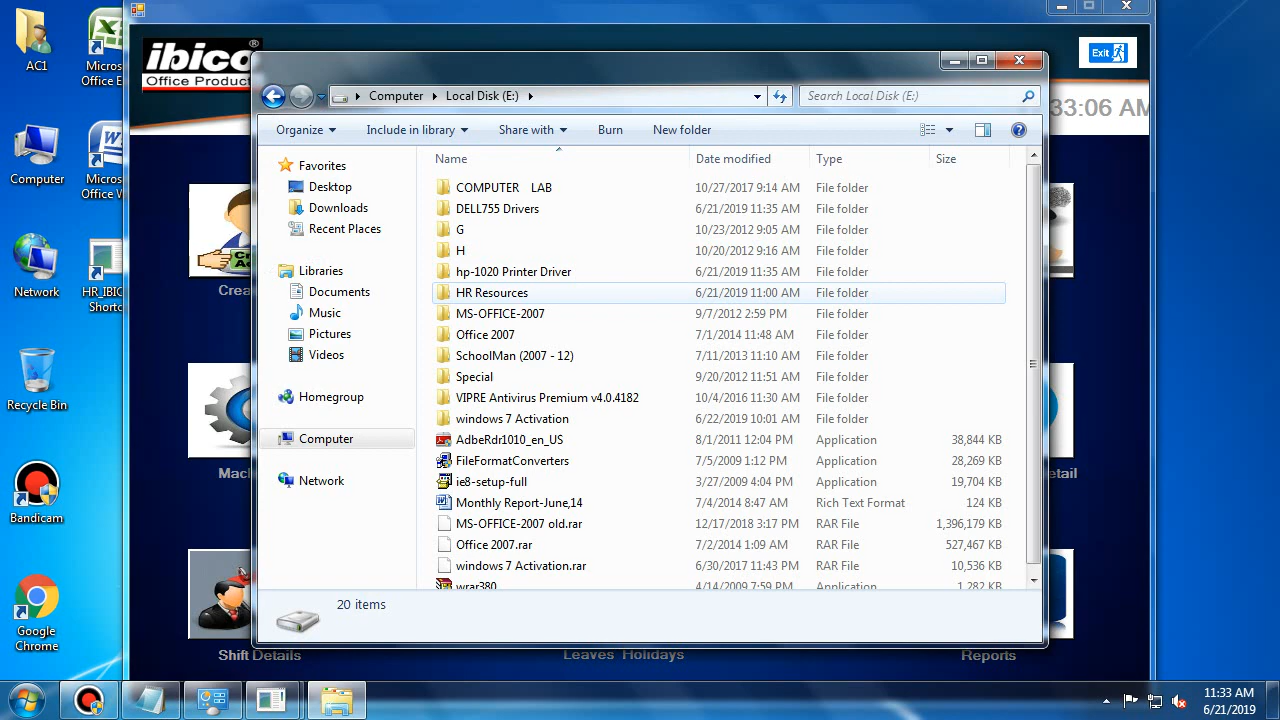 AC1
Micros
Office E
Computer
Micros
Office W
Network
HR_IBIC
Shortc
Recycle Bin
Bandicam
Google
Chrome
ibico ®
Office Product
Exit
33:06 AM
Computer Local Disk (E:)
Search Local Disk (E:)
Organize Include in library Share with Burn New folder
Favorites
Desktop
Downloads
Recent Places
Libraries
Documents
Music
Pictures
Videos
Homegroup
Computer
Network
Name Date modified Type Size
COMPUTER LAB 10/27/2017 9:14 AM File folder
DELL755 Drivers 6/21/2019 11:35 AM File folder
G 10/23/2012 9:05 AM File folder
H 10/20/2012 9:16 AM File folder
hp-1020 Printer Driver 6/21/2019 11:35 AM File folder
HR Resources 6/21/2019 11:00 AM File folder
MS-OFFICE-2007 9/7/2012 2:59 PM File folder
Office 2007 7/1/2014 11:48 AM File folder
SchoolMan (2007 - 12) 7/11/2013 11:10 AM File folder
Special 9/20/2012 11:51 AM File folder
VIPRE Antivirus Premium v4.0.4182 10/4/2016 11:30 AM File folder
windows 7 Activation 6/22/2019 10:01 AM File folder
AdbeRdr1010_en_US 8/1/2011 12:04 PM Application 38,844 KB
FileFormatConverters 7/5/2009 1:12 PM Application 28,269 KB
ie8-setup-full 3/27/2009 4:04 PM Application 19,704 KB
Monthly Report-June,14 7/4/2014 8:47 AM Rich Text Format 124 KB
MS-OFFICE-2007 old.rar 12/17/2018 3:17 PM RAR File 1,396,179 KB
Office 2007.rar 7/2/2014 1:09 AM RAR File 527,467 KB
windows 7 Activation.rar 6/30/2017 11:43 PM RAR File 10,536 KB
wrar380 4/14/2009 7:59 PM Application 1,282 KB
20 items
Crea
Mac
etail
Shift Details
Leaves Holidays
Reports
11:33 AM
6/21/2019